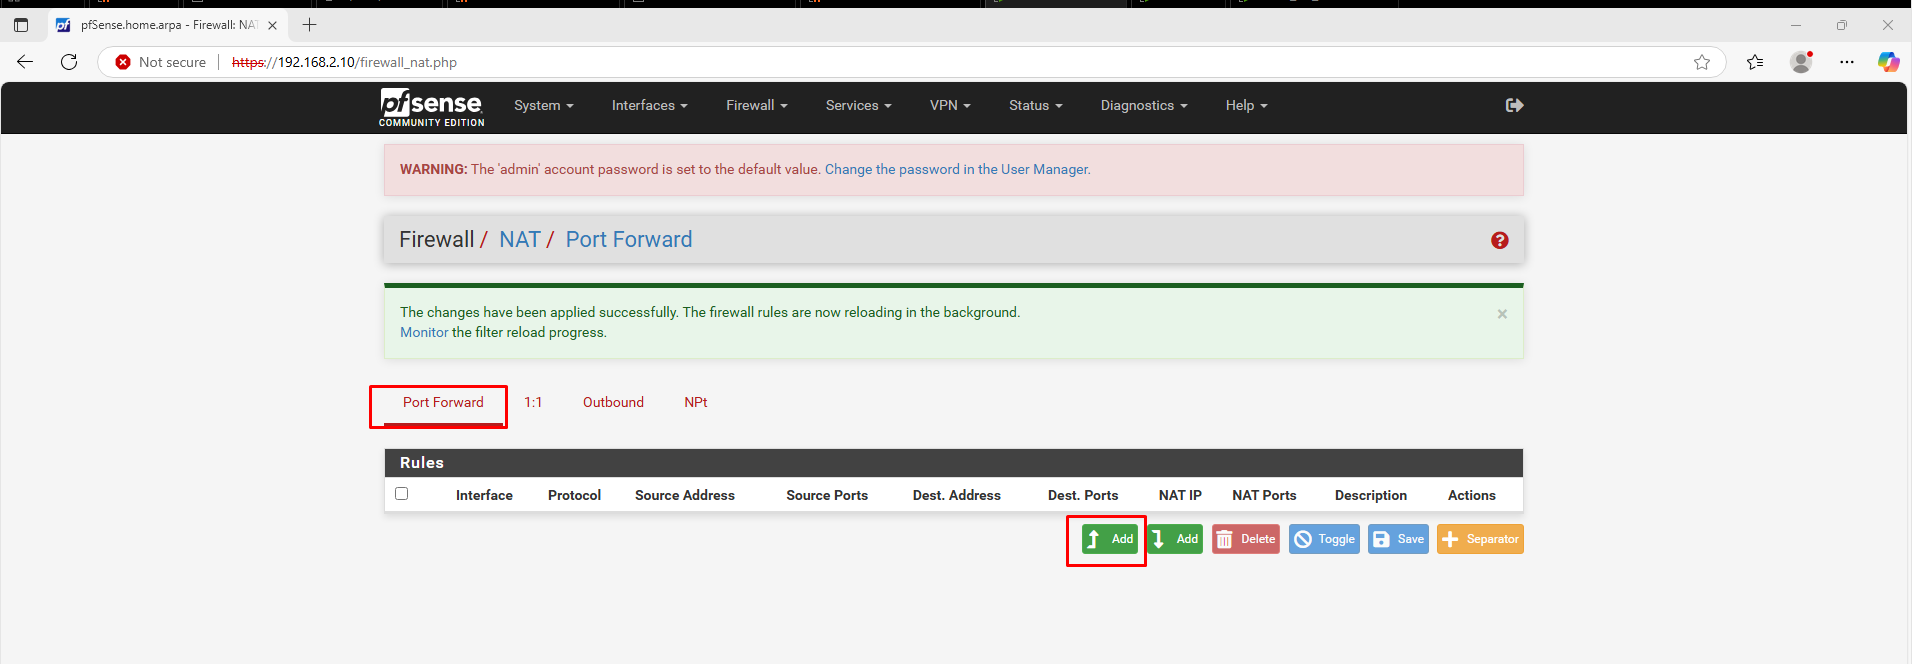 pfSense.home.arpa - Firewall: NAT
Not secure https://192.168.2.10/firewall_nat.php
pfsense
COMMUNITY EDITION
System Interfaces Firewall Services VPN Status Diagnostics Help
WARNING: The 'admin' account password is set to the default value. Change the password in the User Manager.
Firewall / NAT / Port Forward
The changes have been applied successfully. The firewall rules are now reloading in the background.
Monitor the filter reload progress.
Port Forward 1:1 Outbound NPt
Rules
Interface Protocol Source Address Source Ports Dest. Address Dest. Ports NAT IP NAT Ports Description Actions
Add Add Delete Toggle Save Separator